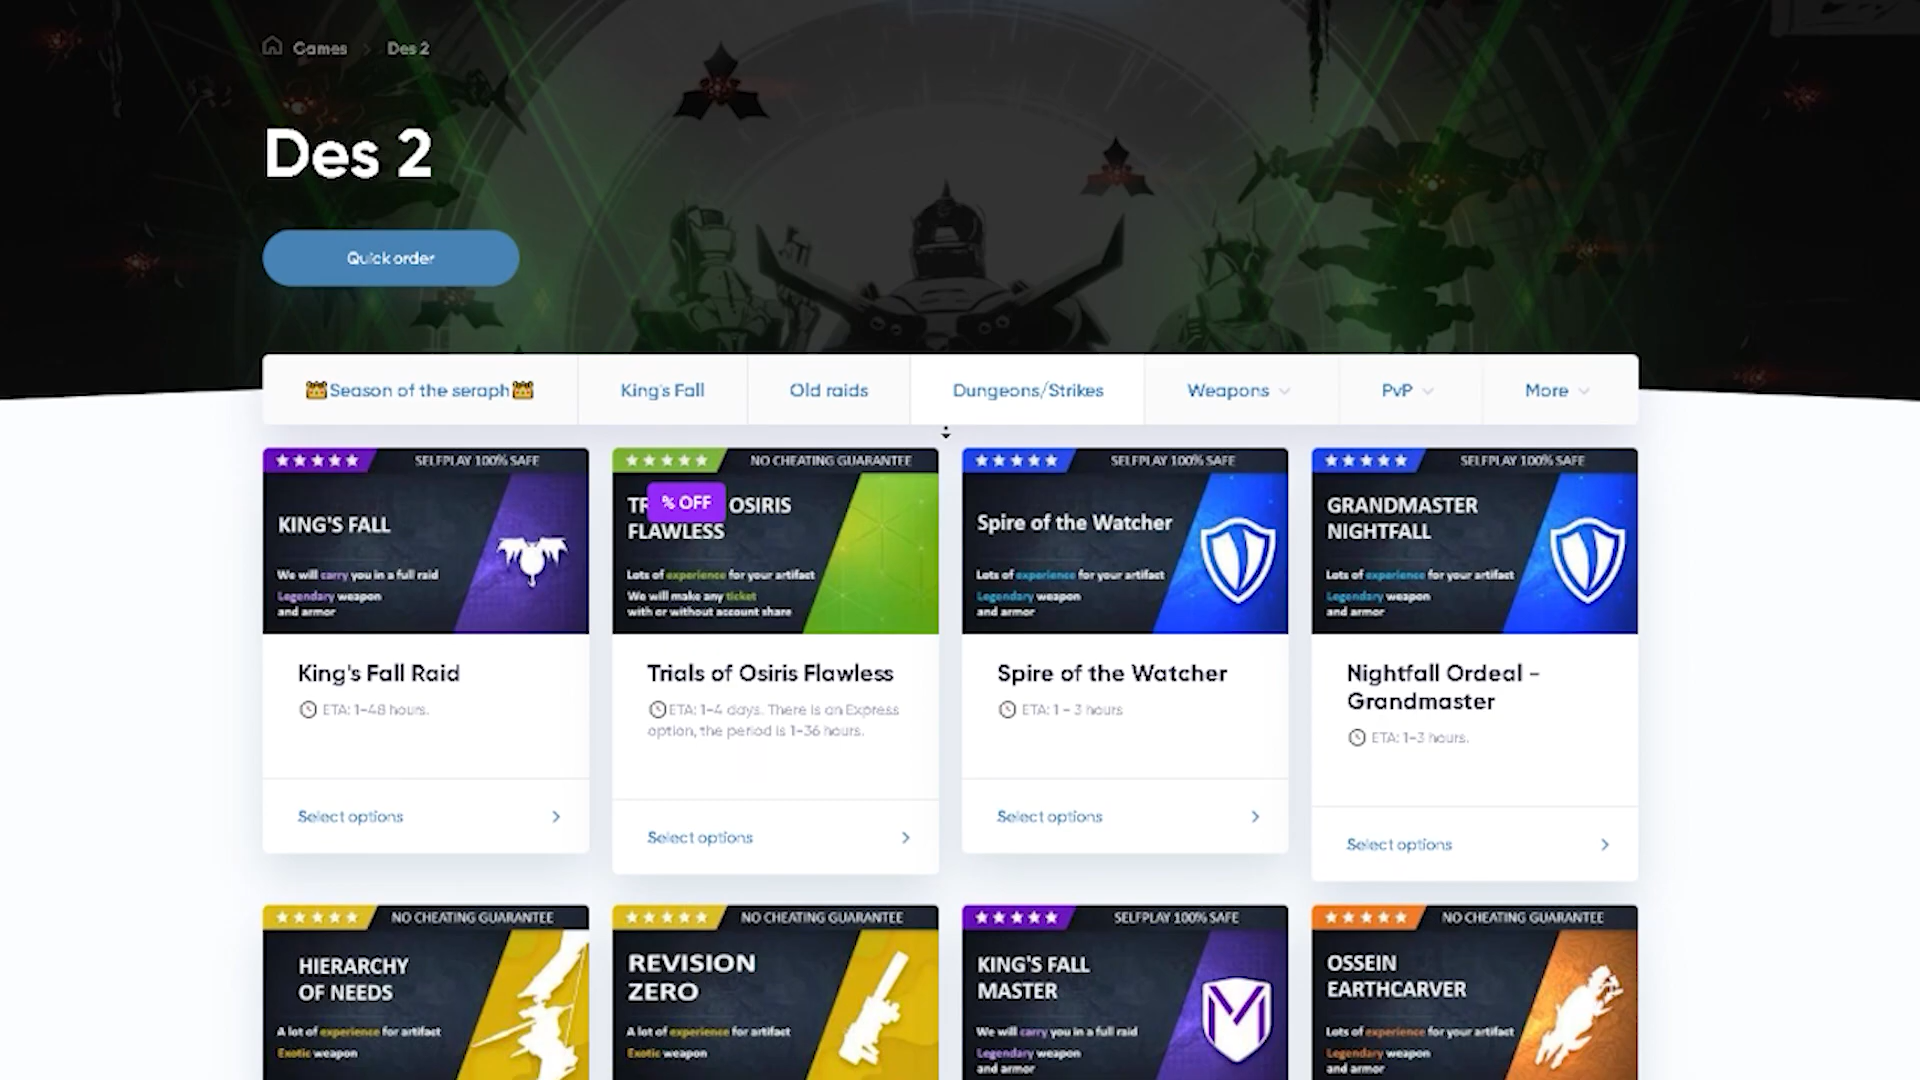 Games > Des 2
Des 2
Quick order
Season of the seraph
King's Fall
Old raids
Dungeons/Strikes
Weapons
PvP
More
SELFPLAY 100% SAFE
KING'S FALL
We will carry you in a full raid
Legendary weapon
and armor
King's Fall Raid
ETA: 1-48 hours.
Select options
NO CHEATING GUARANTEE
% OFF
OSIRIS
FLAWLESS
Lots of experience for your artifact
We will make any ticket
with or without account share
Trials of Osiris Flawless
ETA: 1-4 days. There is an Express
option, the period is 1-36 hours.
Select options
SELFPLAY 100% SAFE
Spire of the Watcher
Lots of experience for your artifact
Legendary weapon
and armor
Spire of the Watcher
ETA: 1 - 3 hours
Select options
SELFPLAY 100% SAFE
GRANDMASTER
NIGHTFALL
Lots of experience for your artifact
Legendary weapon
and armor
Nightfall Ordeal -
Grandmaster
ETA: 1-3 hours.
Select options
NO CHEATING GUARANTEE
HIERARCHY
OF NEEDS
A lot of experience for artifact
Exotic weapon
NO CHEATING GUARANTEE
REVISION
ZERO
A lot of experience for artifact
Exotic weapon
SELFPLAY 100% SAFE
KING'S FALL
MASTER
We will carry you in a full raid
Legendary weapon
and armor
NO CHEATING GUARANTEE
OSSEIN
EARTHCARVER
Lots of experience for your artifact
Legendary weapon
and armor